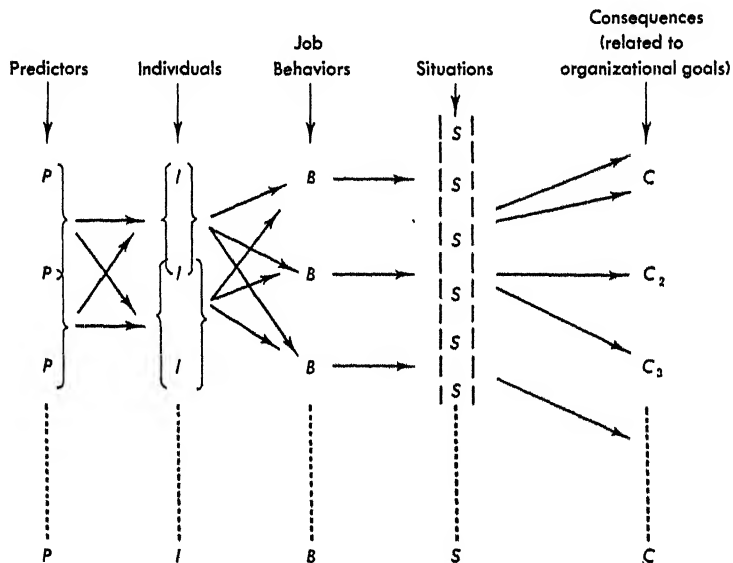 Consequences
(related to
organizational goals)
Job
Behaviors
Predictors
Individuals
Situations
S
P
I
B
S
C
S
P
I
B
C2
S
S
P
I
B
C3
S
P
I
B
S
C